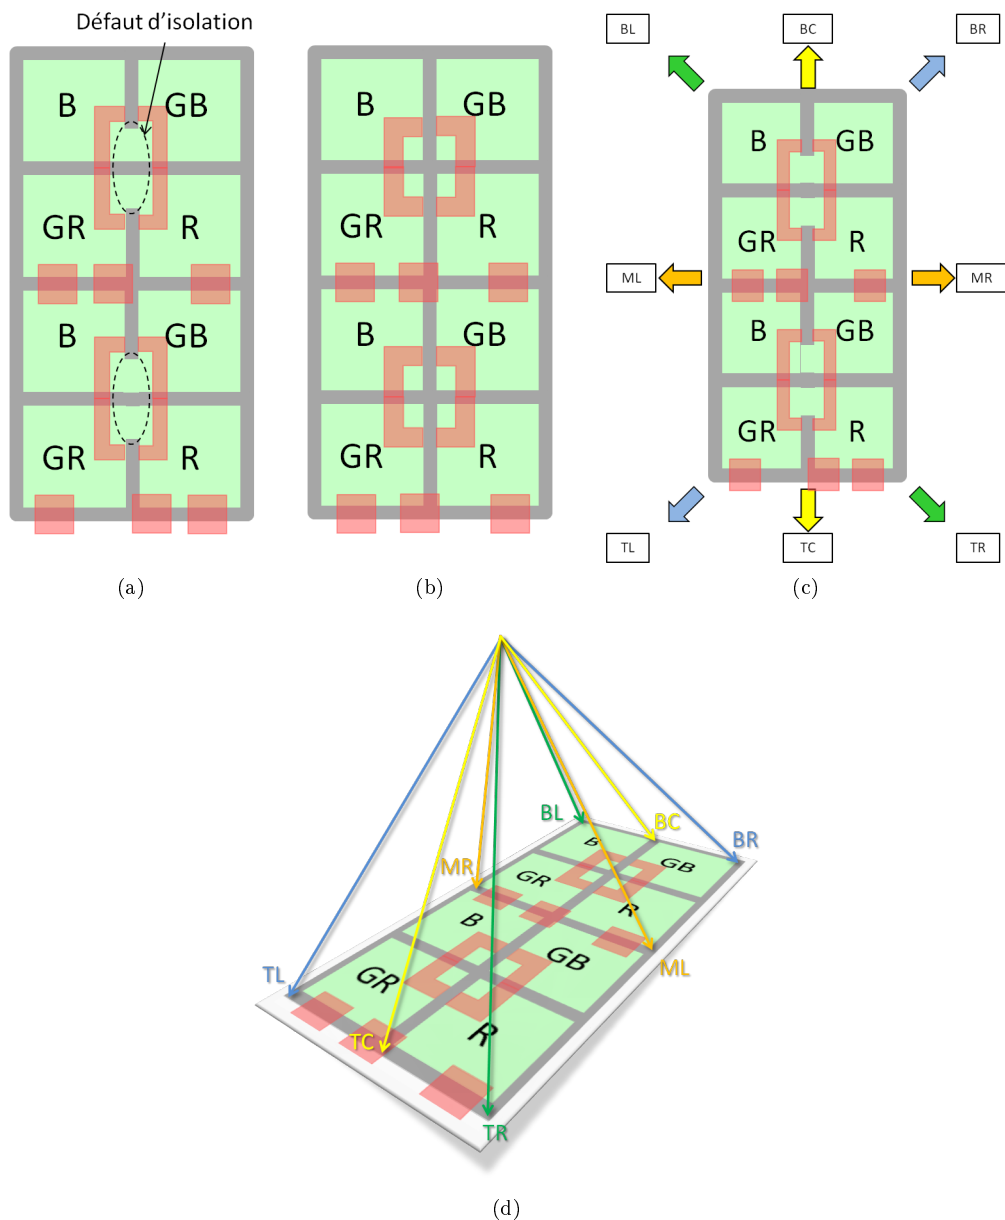 Défaut d'isolation
B GB
GR R
B GB
GR R
(a)
B GB
GR R
B GB
GR R
(b)
BL BC BR
B GB
GR R
ML MR
B GB
GR R
TL TC TR
(c)
BL BC BR
B GB
MR GR R
B GB ML
TL GR
TC R
TR
(d)